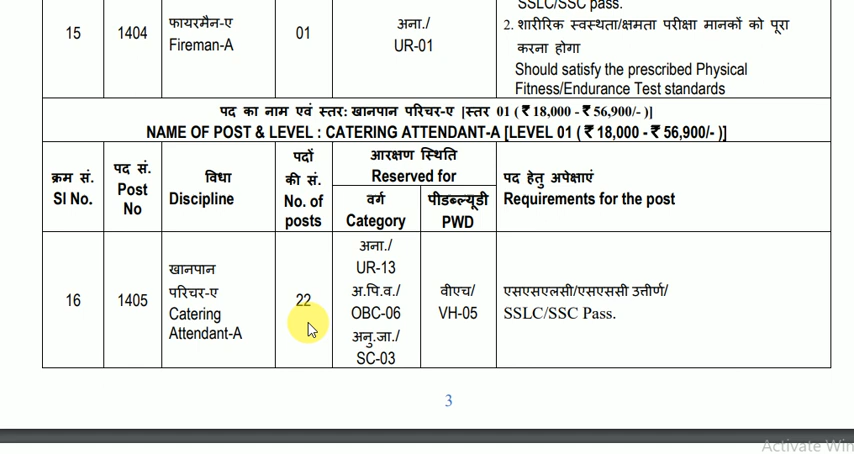 SSLC/SSC pass.
15
1404
फायरमैन-ए
Fireman-A
01
अना./
UR-01
2. शारीरिक स्वस्थता/क्षमता परीक्षा मानकों को पूरा
करना होगा
Should satisfy the prescribed Physical
Fitness/Endurance Test standards
पद का नाम एवं स्तर: खानपान परिचर-ए [स्तर 01 (₹ 18,000 - ₹ 56,900/- )]
NAME OF POST & LEVEL : CATERING ATTENDANT-A [LEVEL 01 (₹ 18,000 - ₹ 56,900/- )]
क्रम सं.
Sl No.
पद सं.
Post
No
विधा
Discipline
पदों
की सं.
No. of
posts
आरक्षण स्थिति
Reserved for
वर्ग
Category
पीडब्ल्यूडी
PWD
पद हेतु अपेक्षाएं
Requirements for the post
16
1405
खानपान
परिचर-ए
Catering
Attendant-A
22
अना./
UR-13
अ.पि.व./
OBC-06
अनु.जा./
SC-03
वीएच/
VH-05
एसएसएलसी/एसएससी उत्तीर्ण/
SSLC/SSC Pass.
3
Activate Win